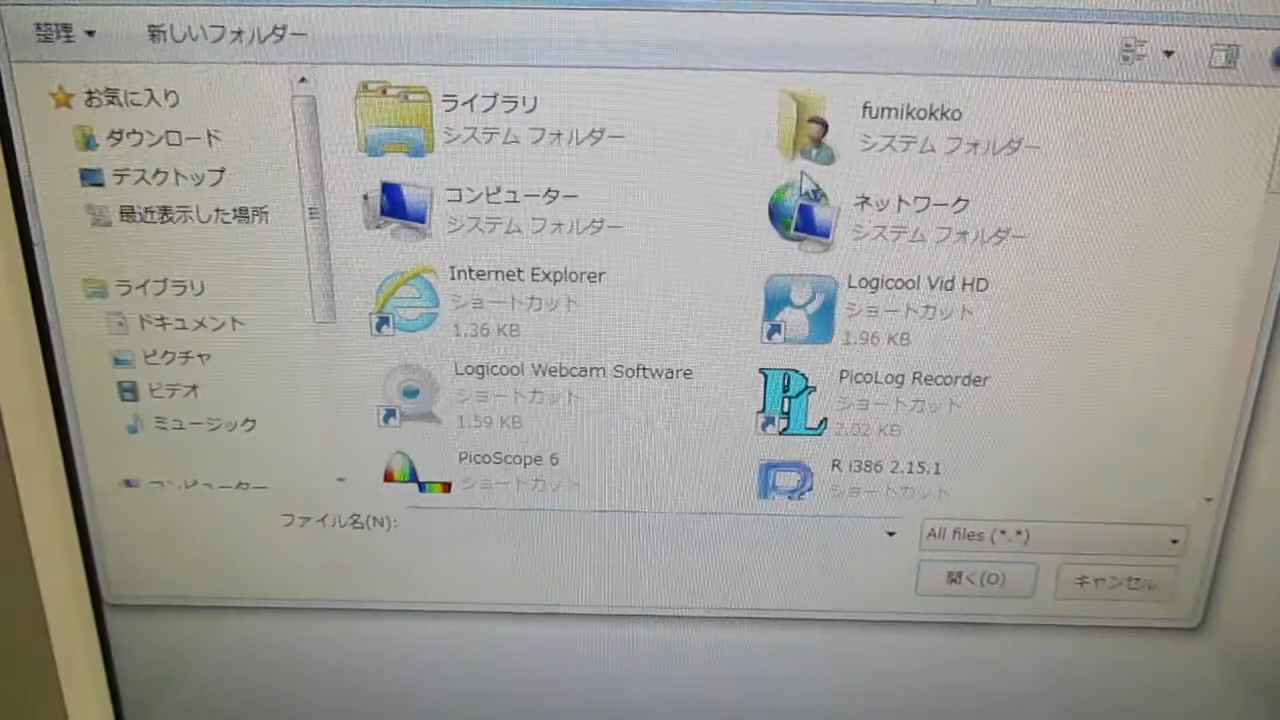 整理
新しいフォルダー
お気に入り
ダウンロード
デスクトップ
最近表示した場所
ライブラリ
ドキュメント
ピクチャ
ビデオ
ミュージック
コンピューター
ライブラリ
システム フォルダー
fumikokko
システム フォルダー
コンピューター
システム フォルダー
ネットワーク
システム フォルダー
Internet Explorer
ショートカット
1.36 KB
Logicool Vid HD
ショートカット
1.96 KB
Logicool Webcam Software
ショートカット
1.59 KB
PicoLog Recorder
ショートカット
2.02 KB
PicoScope 6
ショートカット
R i386 2.15.1
ショートカット
ファイル名(N):
All files (*.*)
開く(O)
キャンセル